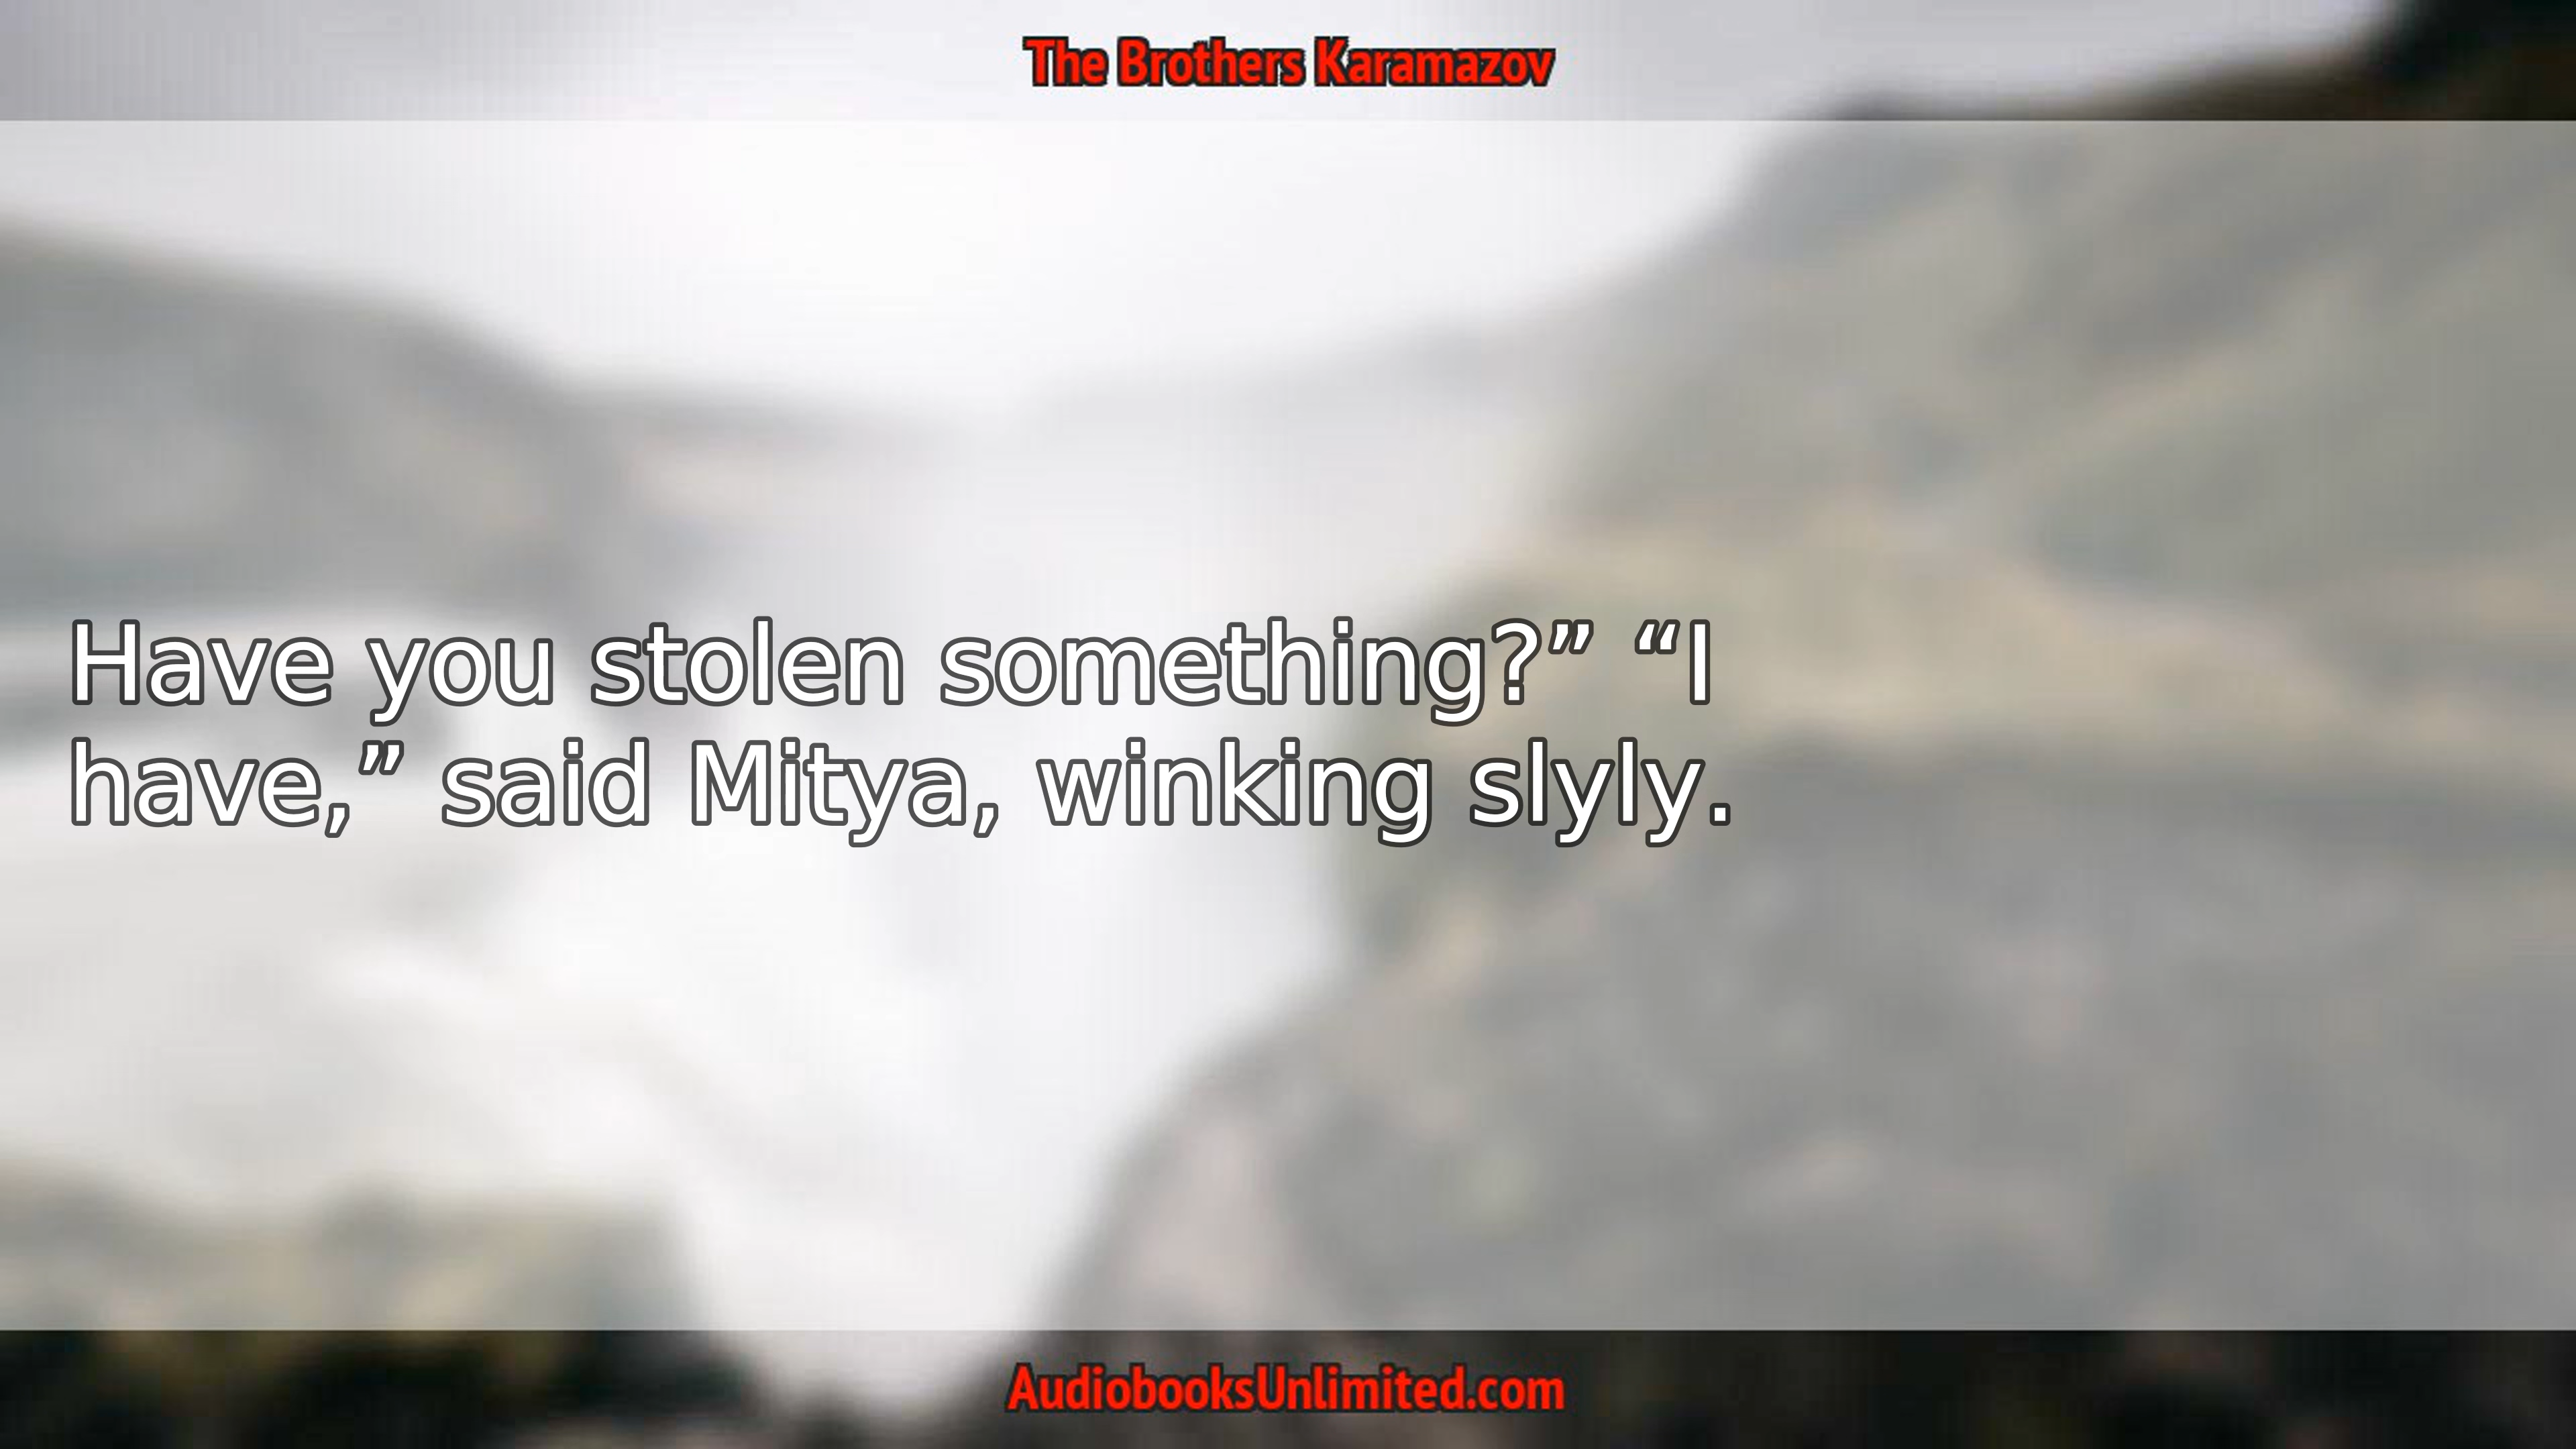 The Brothers Karamazov
Have you stolen something?” “I
have,” said Mitya, winking slyly.
AudiobooksUnlimited.com